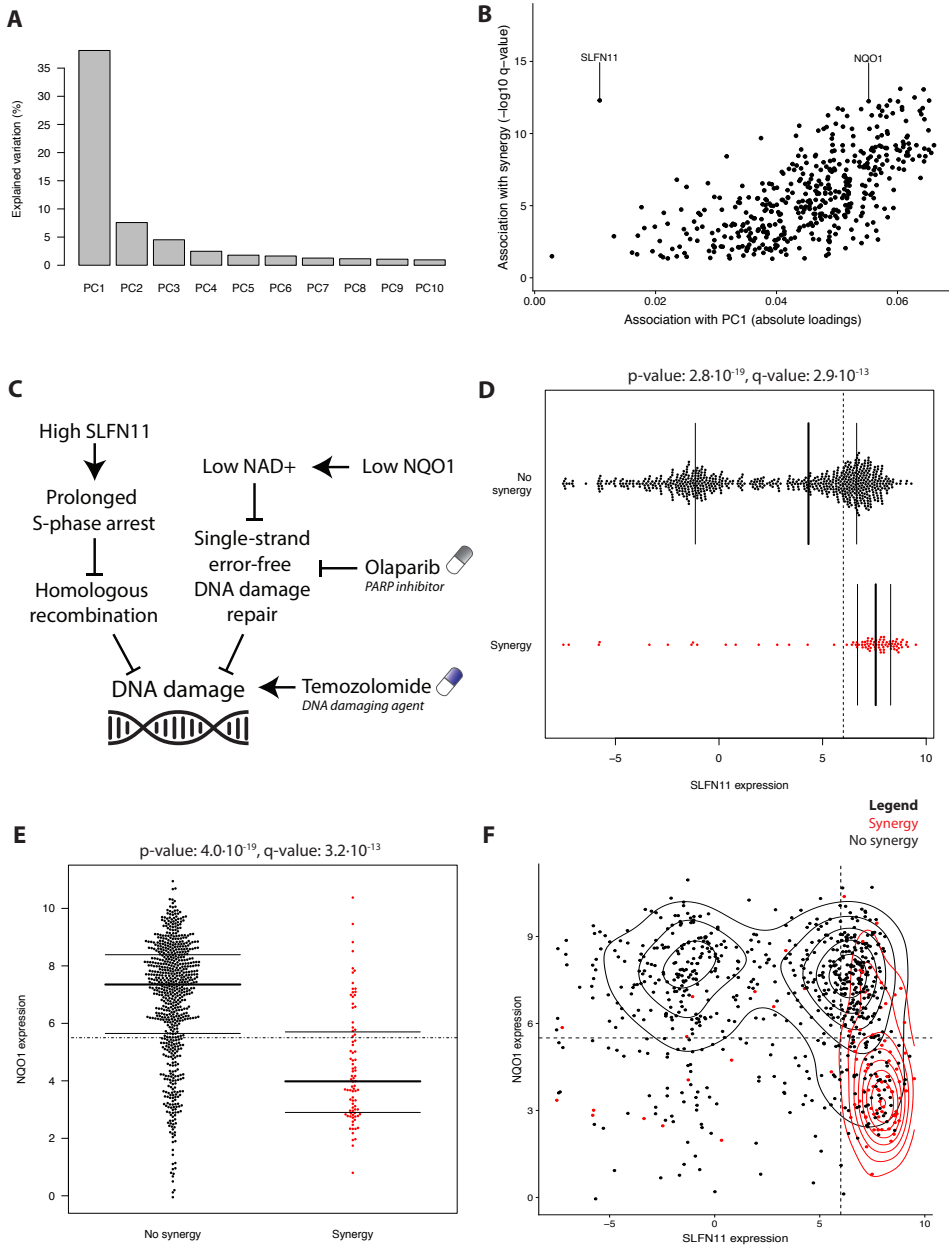 A
Explained variation (%)
35
30
25
20
15
10
5
0
PC1 PC2 PC3 PC4 PC5 PC6 PC7 PC8 PC9 PC10
B
Association with synergy (−log10 q−value)
15
10
5
0
SLFN11
NQO1
0.00 0.02 0.04 0.06
Association with PC1 (absolute loadings)
C
High SLFN11
Prolonged
S-phase arrest
Homologous
recombination
Low NAD+
Low NQO1
Single-strand
error-free
DNA damage
repair
Olaparib
PARP inhibitor
DNA damage
Temozolomide
DNA damaging agent
D
p-value: 2.8·10⁻¹⁹, q-value: 2.9·10⁻¹³
No
synergy
Synergy
−5 0 5 10
SLFN11 expression
E
p-value: 4.0·10⁻¹⁹, q-value: 3.2·10⁻¹³
NQO1 expression
10
8
6
4
2
0
No synergy Synergy
Legend
Synergy
No synergy
F
NQO1 expression
9
6
3
0
−5 0 5 10
SLFN11 expression